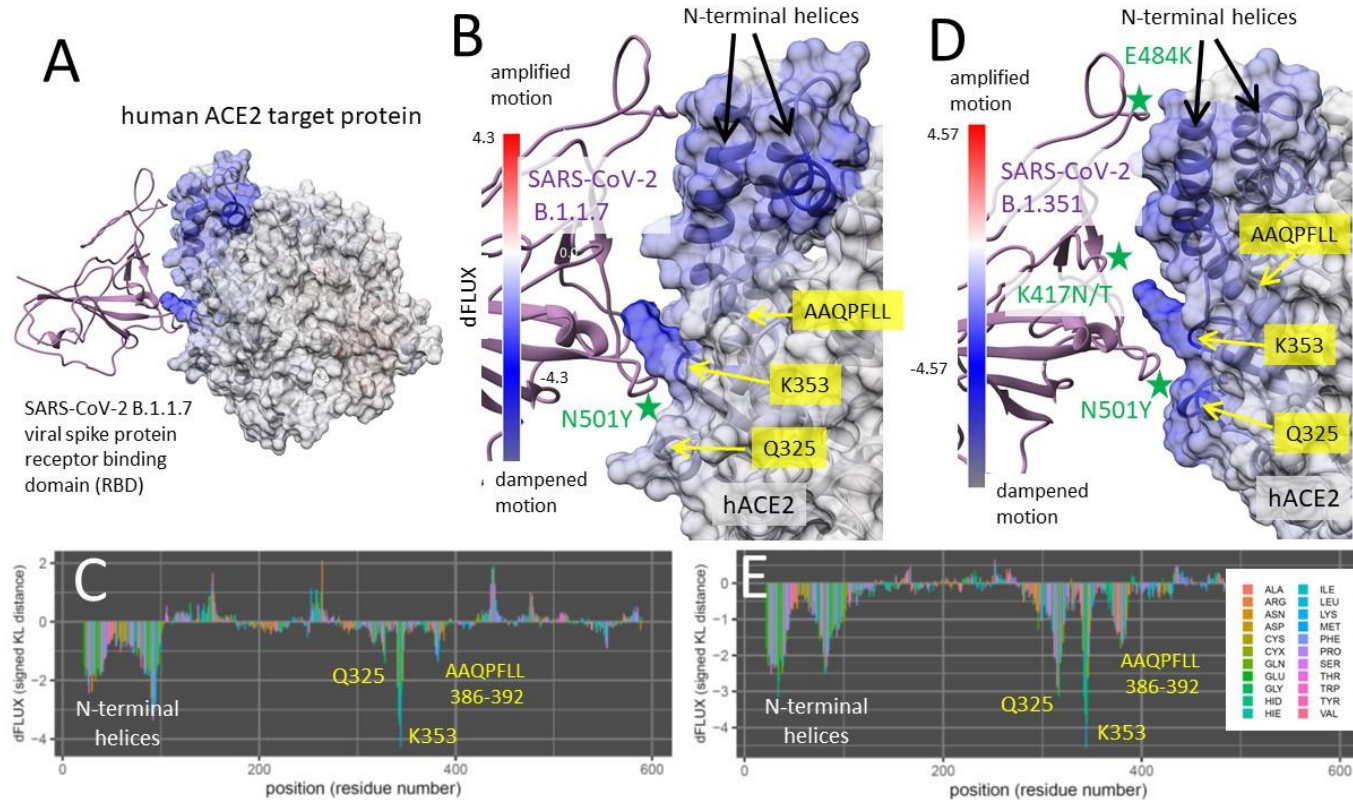 A
human ACE2 target protein
SARS-CoV-2 B.1.1.7
viral spike protein
receptor binding
domain (RBD)
B
N-terminal helices
amplified
motion
4.3
dFLUX
0.0
-4.3
dampened
motion
SARS-CoV-2
B.1.1.7
AAQPFLL
K353
N501Y
Q325
hACE2
D
N-terminal helices
E484K
amplified
motion
4.57
-4.57
dampened
motion
SARS-CoV-2
B.1.351
AAQPFLL
K417N/T
K353
N501Y
Q325
hACE2
C
dFLUX (signed KL distance)
2
0
-2
-4
Q325
AAQPFLL
386-392
N-terminal
helices
K353
0
200
400
600
position (residue number)
E
dFLUX (signed KL distance)
0
-1
-2
-3
-4
AAQPFLL
386-392
Q325
N-terminal
helices
K353
0
200
400
600
position (residue number)
ALA
ARG
ASN
ASP
CYS
CYX
GLN
GLU
GLY
HID
HIE
ILE
LEU
LYS
MET
PHE
PRO
SER
THR
TRP
TYR
VAL